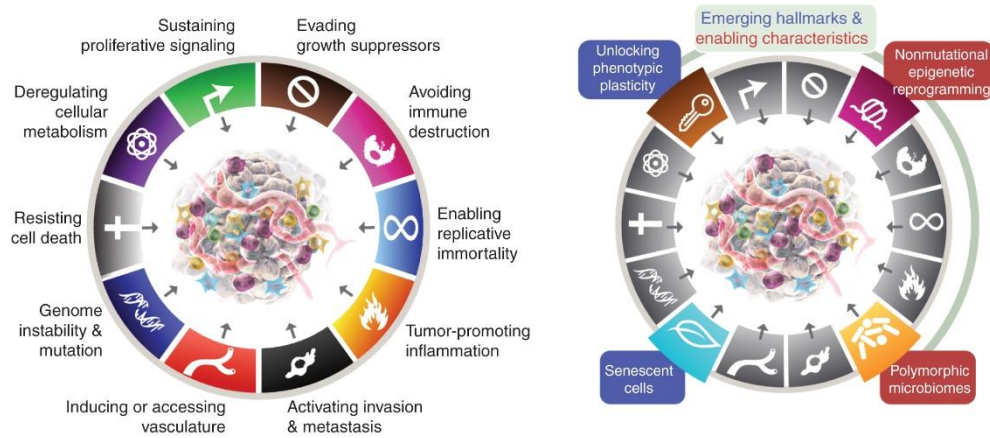 Sustaining
proliferative signaling
Evading
growth suppressors
Deregulating
cellular
metabolism
Avoiding
immune
destruction
Resisting
cell death
Enabling
replicative
immortality
Genome
instability &
mutation
Tumor-promoting
inflammation
Inducing or accessing
vasculature
Activating invasion
& metastasis
Emerging hallmarks &
enabling characteristics
Unlocking
phenotypic
plasticity
Nonmutational
epigenetic
reprogramming
Senescent
cells
Polymorphic
microbiomes